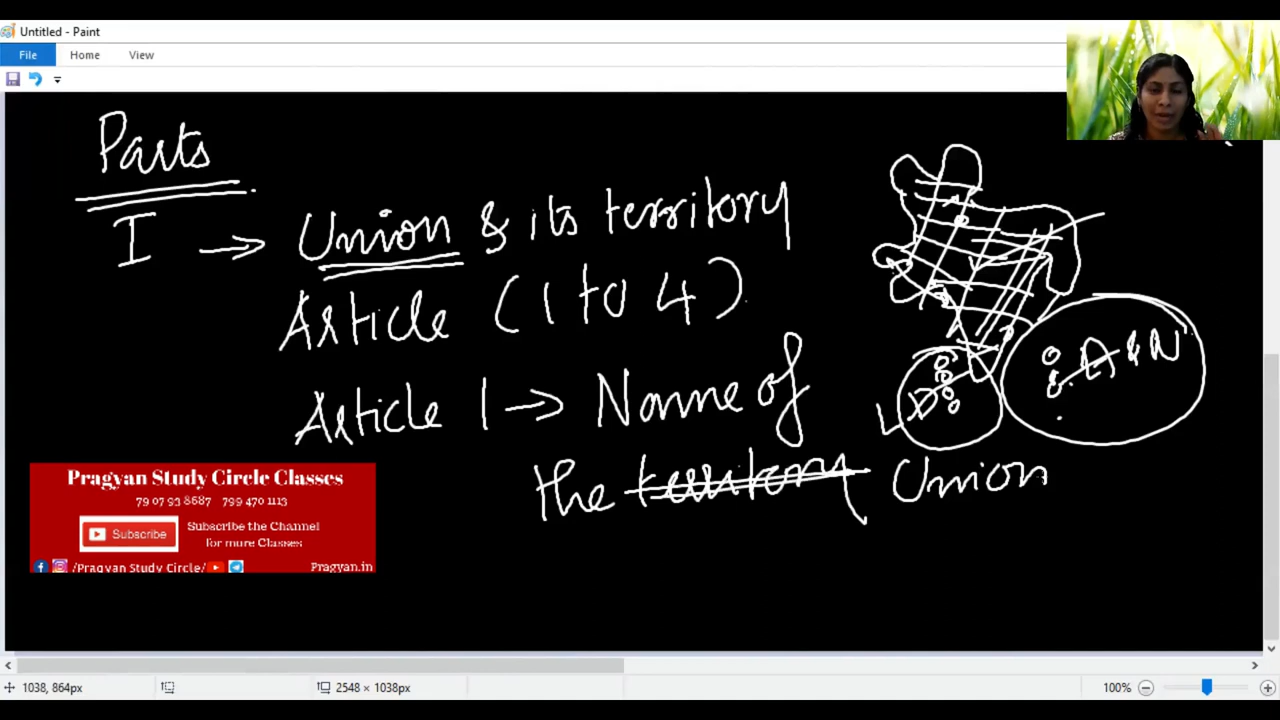 Untitled - Paint
File Home View
Parts
I → Union & its territory
Article (1 to 4)
Article 1 → Name of
the territory Union
A & N
LD
Pragyan Study Circle Classes
79 07 93 8687 799 470 1113
Subscribe
Subscribe the Channel
for more Classes
/Pragyan Study Circle/
Pragyan.in
1038, 864px
2548 × 1038px
100%